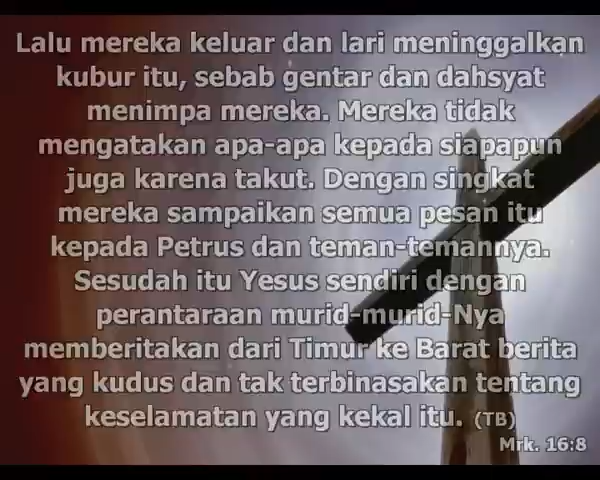 Lalu mereka keluar dan lari meninggalkan
kubur itu, sebab gentar dan dahsyat
menimpa mereka. Mereka tidak
mengatakan apa-apa kepada siapapun
juga karena takut. Dengan singkat
mereka sampaikan semua pesan itu
kepada Petrus dan teman-temannya.
Sesudah itu Yesus sendiri dengan
perantaraan murid-murid-Nya
memberitakan dari Timur ke Barat berita
yang kudus dan tak terbinasakan tentang
keselamatan yang kekal itu. (TB)
Mrk. 16:8